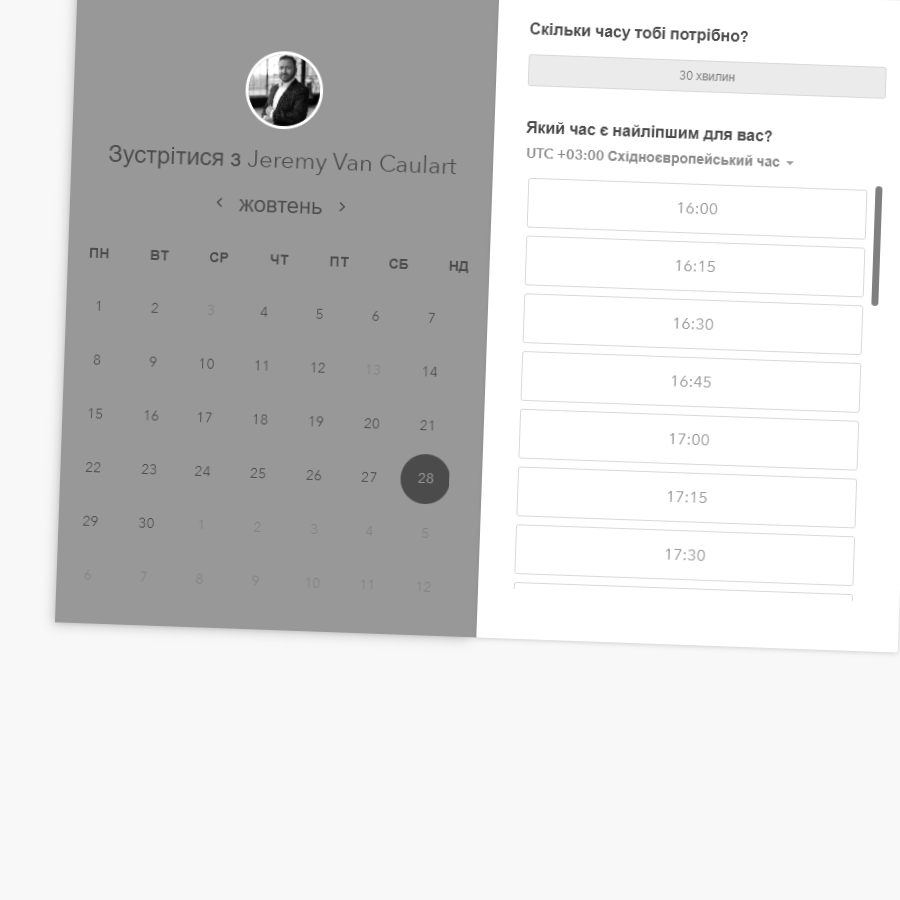 Зустрітися з Jeremy Van Caulart
жовтень
ПН ВТ СР ЧТ ПТ СБ НД
1 2 3 4 5 6 7
8 9 10 11 12 13 14
15 16 17 18 19 20 21
22 23 24 25 26 27 28
29 30 1 2 3 4 5
6 7 8 9 10 11 12
Скільки часу тобі потрібно?
30 хвилин
Який час є найліпшим для вас?
UTC +03:00 Східноєвропейський час
16:00
16:15
16:30
16:45
17:00
17:15
17:30